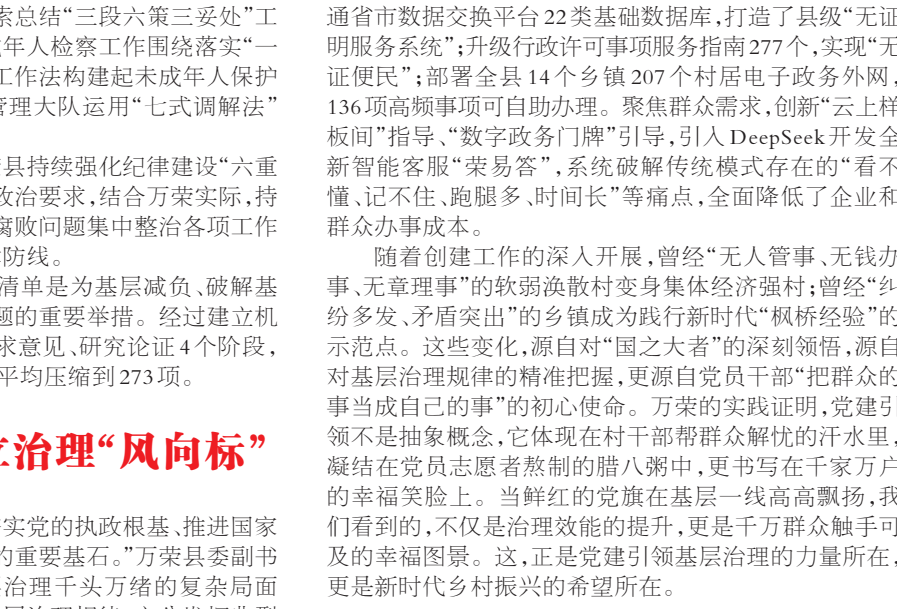 索总结“三段六策三妥处”工
年人检察工作围绕落实“一
工作法构建起未成年人保护
管理大队运用“七式调解法”
县持续强化纪律建设“六重
政治要求,结合万荣实际,持
腐败问题集中整治各项工作
防线。
清单是为基层减负、破解基
题的重要举措。经过建立机
求意见、研究论证4个阶段,
平均压缩到273项。
治理“风向标”
实党的执政根基、推进国家
的重要基石。”万荣县委副书
治理千头万绪的复杂局面
通省市数据交换平台22类基础数据库,打造了县级“无证
明服务系统”;升级行政许可事项服务指南277个,实现“无
证便民”;部署全县14个乡镇207个村居电子政务外网,
136项高频事项可自助办理。聚焦群众需求,创新“云上样
板间”指导、“数字政务门牌”引导,引入DeepSeek开发全
新智能客服“荣易答”,系统破解传统模式存在的“看不
懂、记不住、跑腿多、时间长”等痛点,全面降低了企业和
群众办事成本。
随着创建工作的深入开展,曾经“无人管事、无钱办
事、无章理事”的软弱涣散村变身集体经济强村;曾经“纠
纷多发、矛盾突出”的乡镇成为践行新时代“枫桥经验”的
示范点。这些变化,源自对“国之大者”的深刻领悟,源自
对基层治理规律的精准把握,更源自党员干部“把群众的
事当成自己的事”的初心使命。万荣的实践证明,党建引
领不是抽象概念,它体现在村干部帮群众解忧的汗水里,
凝结在党员志愿者熬制的腊八粥中,更书写在千家万户
的幸福笑脸上。当鲜红的党旗在基层一线高高飘扬,我
们看到的,不仅是治理效能的提升,更是千万群众触手可
及的幸福图景。这,正是党建引领基层治理的力量所在,
更是新时代乡村振兴的希望所在。